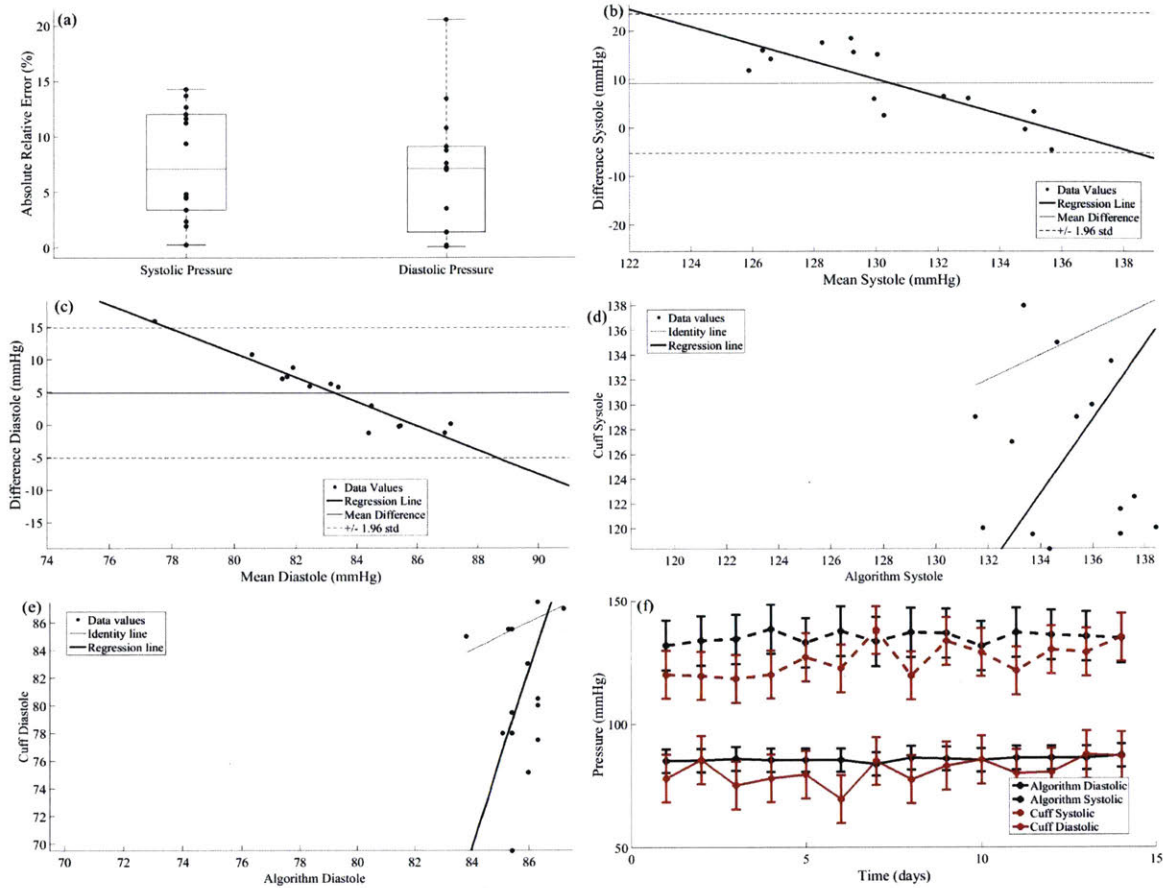 (a)
Absolute Relative Error (%)
20
15
10
5
0
Systolic Pressure
Diastolic Pressure
(b)
Difference Systole (mmHg)
20
10
0
-10
-20
Data Values
Regression Line
Mean Difference
+/- 1.96 std
122 124 126 128 130 132 134 136 138
Mean Systole (mmHg)
(c)
Difference Diastole (mmHg)
15
10
5
0
-5
-10
-15
Data Values
Regression Line
Mean Difference
+/- 1.96 std
74 76 78 80 82 84 86 88 90
Mean Diastole (mmHg)
(d)
Cuff Systole
138
136
134
132
130
128
126
124
122
120
Data values
Identity line
Regression line
120 122 124 126 128 130 132 134 136 138
Algorithm Systole
(e)
Cuff Diastole
86
84
82
80
78
76
74
72
70
Data values
Identity line
Regression line
70 72 74 76 78 80 82 84 86
Algorithm Diastole
(f)
Pressure (mmHg)
150
100
50
Algorithm Diastolic
Algorithm Systolic
Cuff Systolic
Cuff Diastolic
0 5 10 15
Time (days)